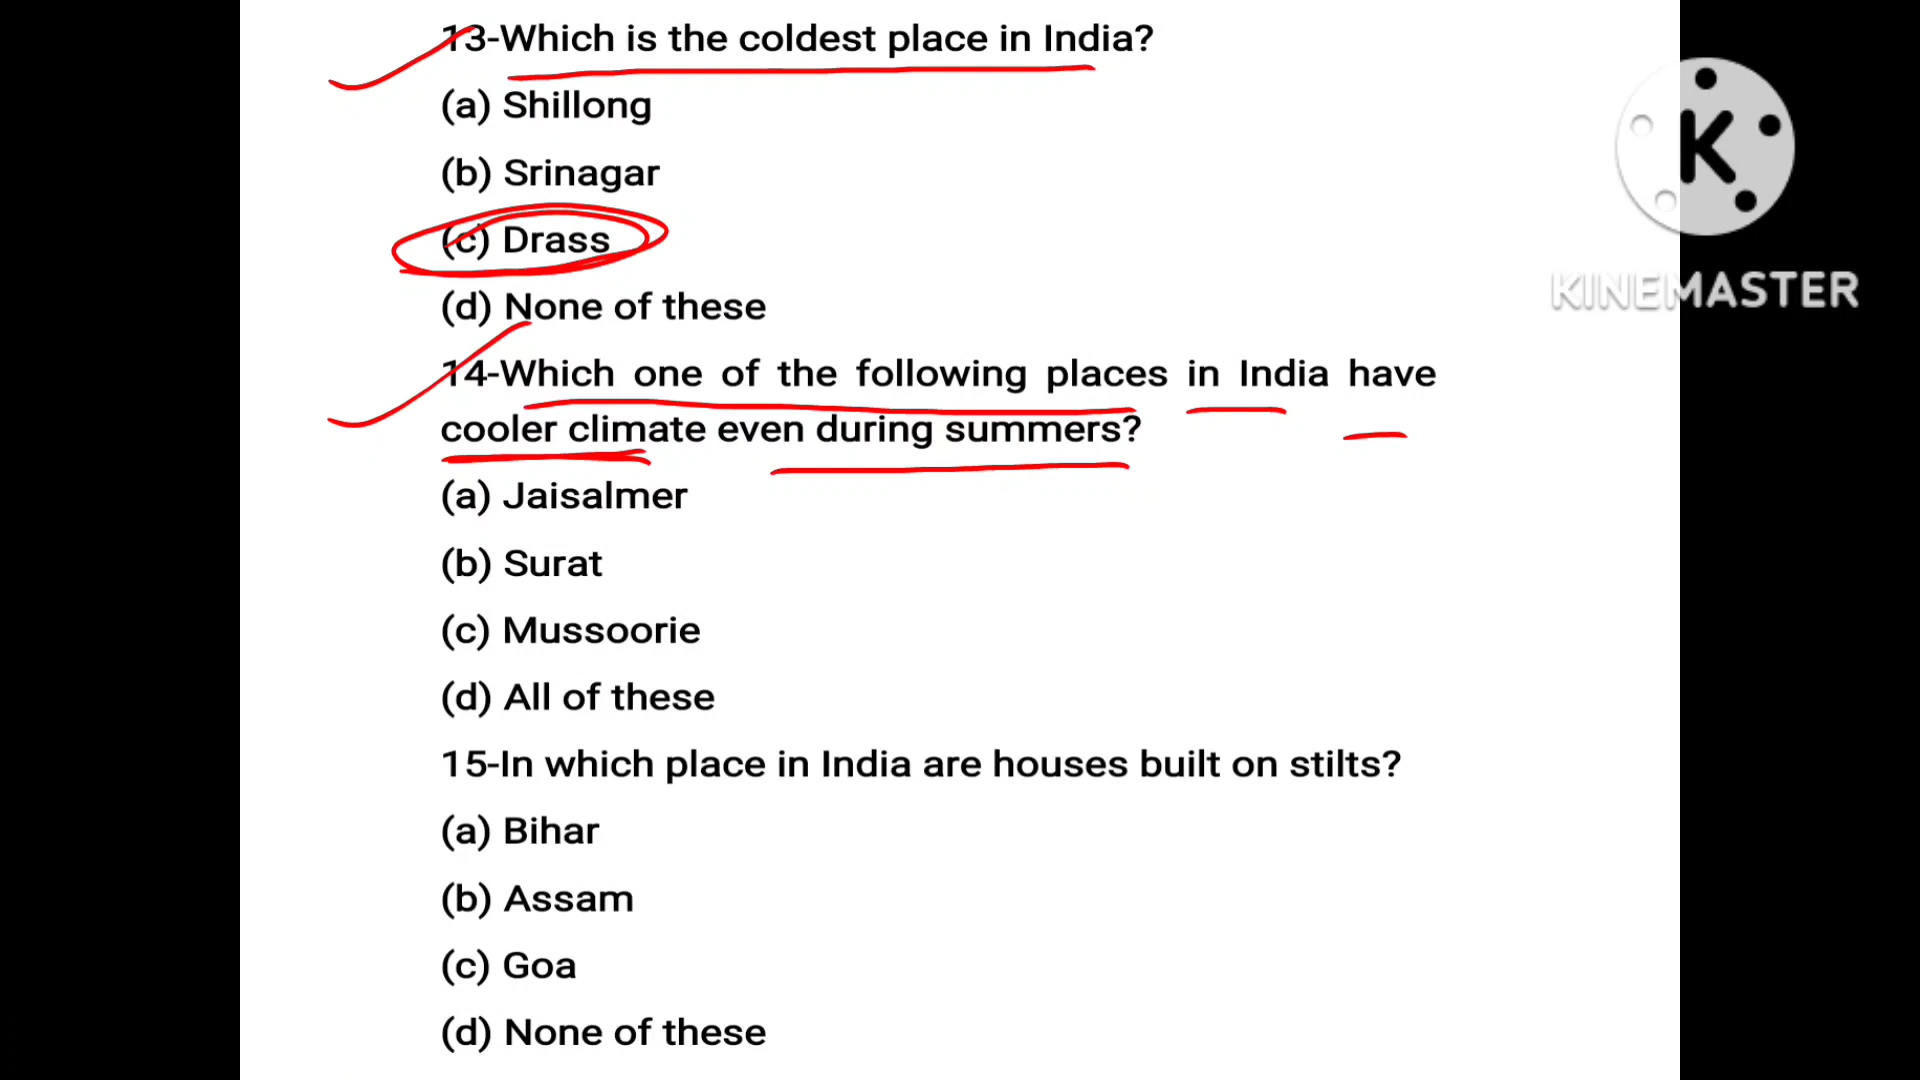 13-Which is the coldest place in India?
(a) Shillong
(b) Srinagar
(c) Drass
(d) None of these
14-Which one of the following places in India have
cooler climate even during summers?
(a) Jaisalmer
(b) Surat
(c) Mussoorie
(d) All of these
15-In which place in India are houses built on stilts?
(a) Bihar
(b) Assam
(c) Goa
(d) None of these
K
KINEMASTER